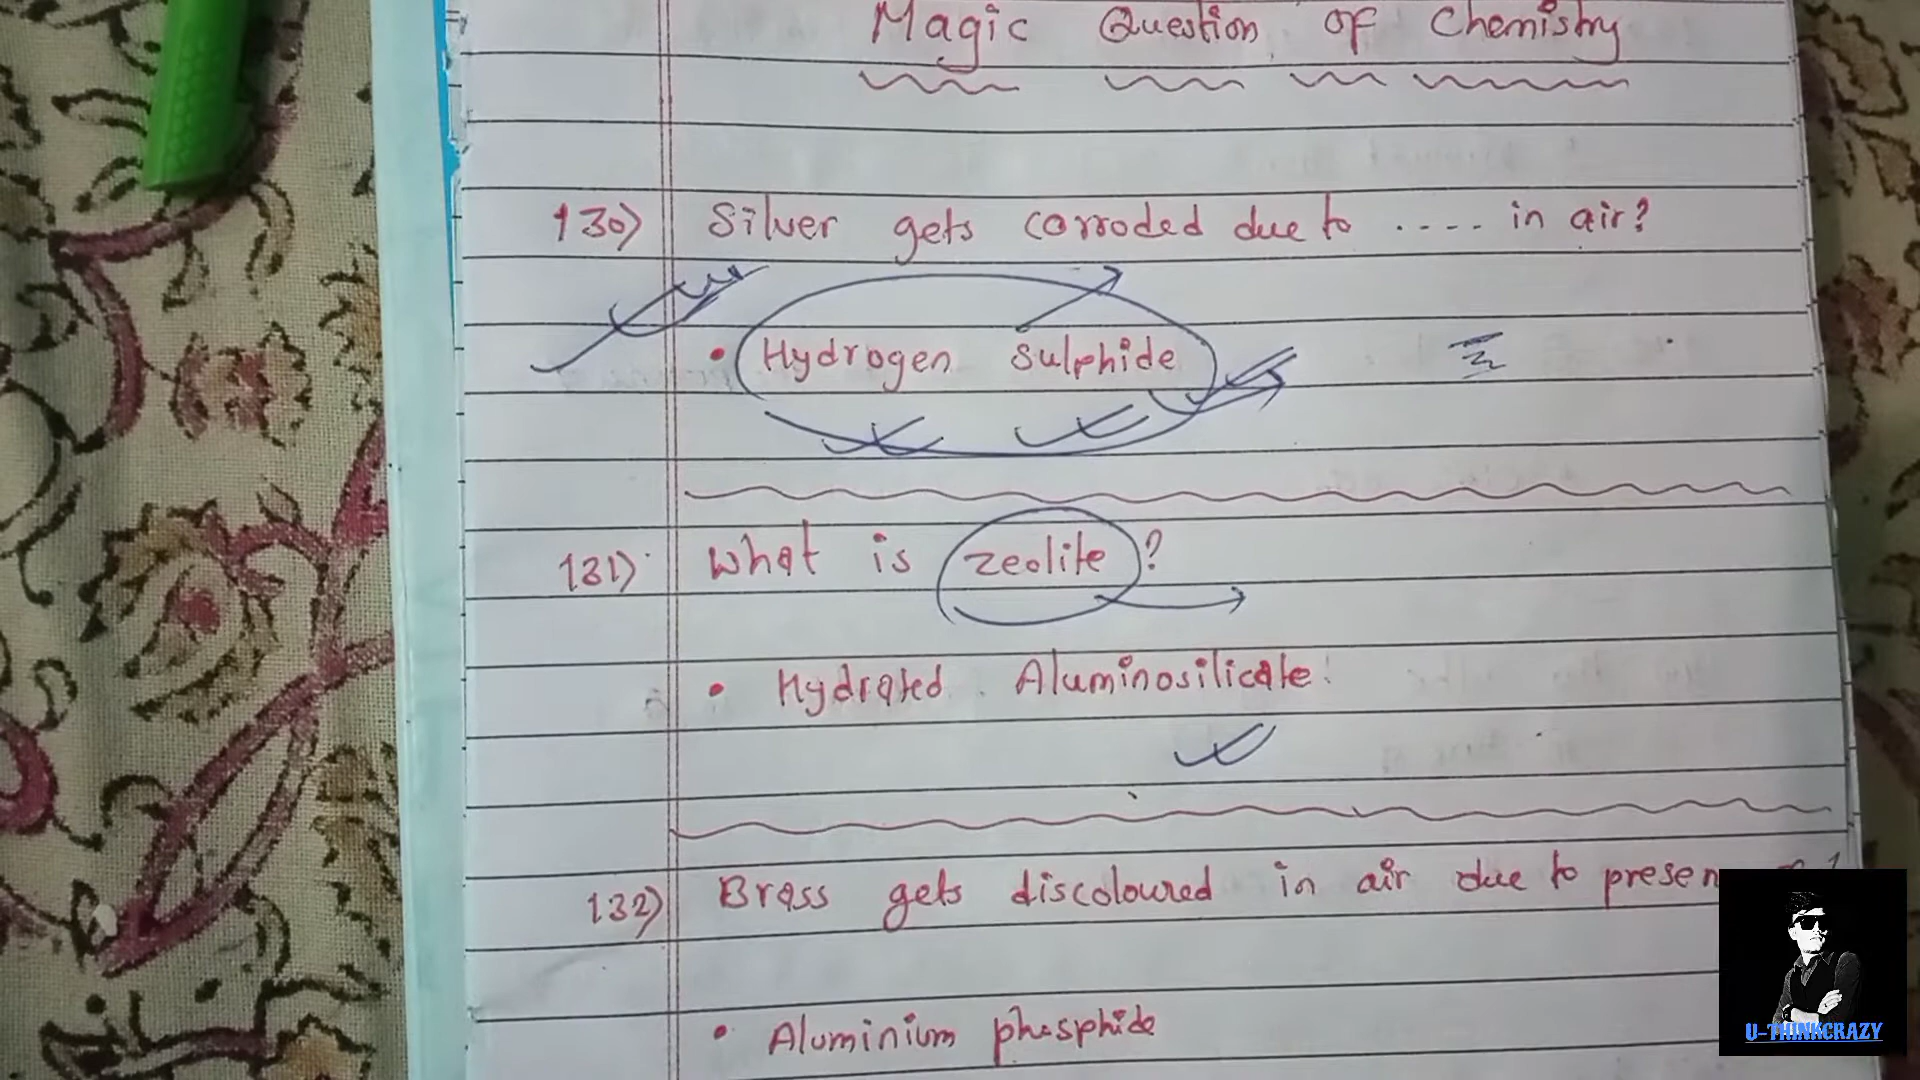 Magic Question of Chemistry
130) Silver gets corroded due to .... in air?
• Hydrogen sulphide
131) What is zeolite?
• Hydrated Aluminosilicate.
132) Brass gets discoloured in air due to
• Aluminium phosphide
U-THINKCRAZY